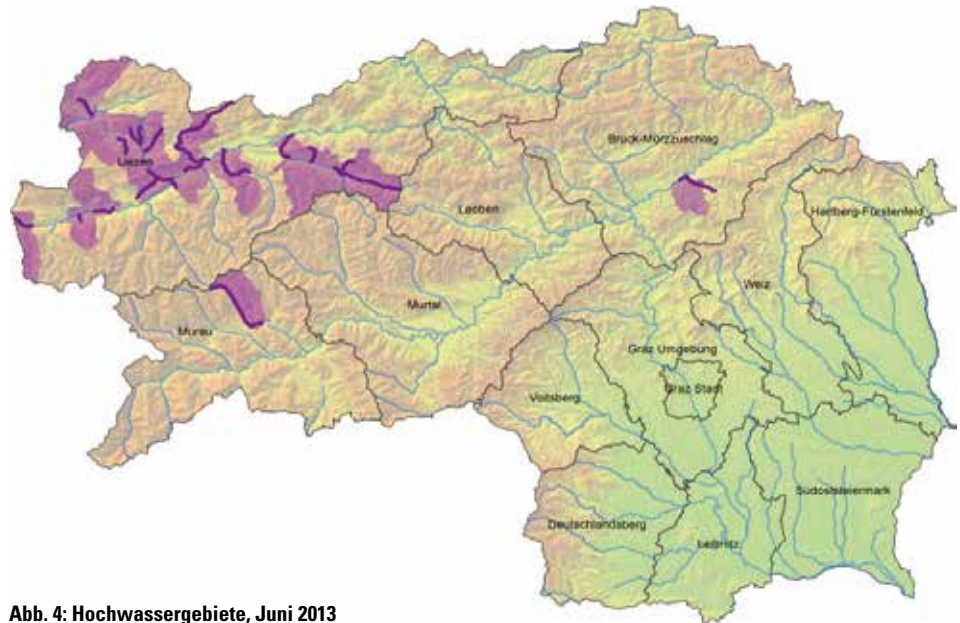 Bruck-Mürzzuschlag
Liezen
Leoben
Hartberg-Fürstenfeld
Weiz
Murtal
Murau
Graz Umgebung
Graz Stadt
Voitsberg
Südoststeiermark
Deutschlandsberg
Leibnitz
Abb. 4: Hochwassergebiete, Juni 2013